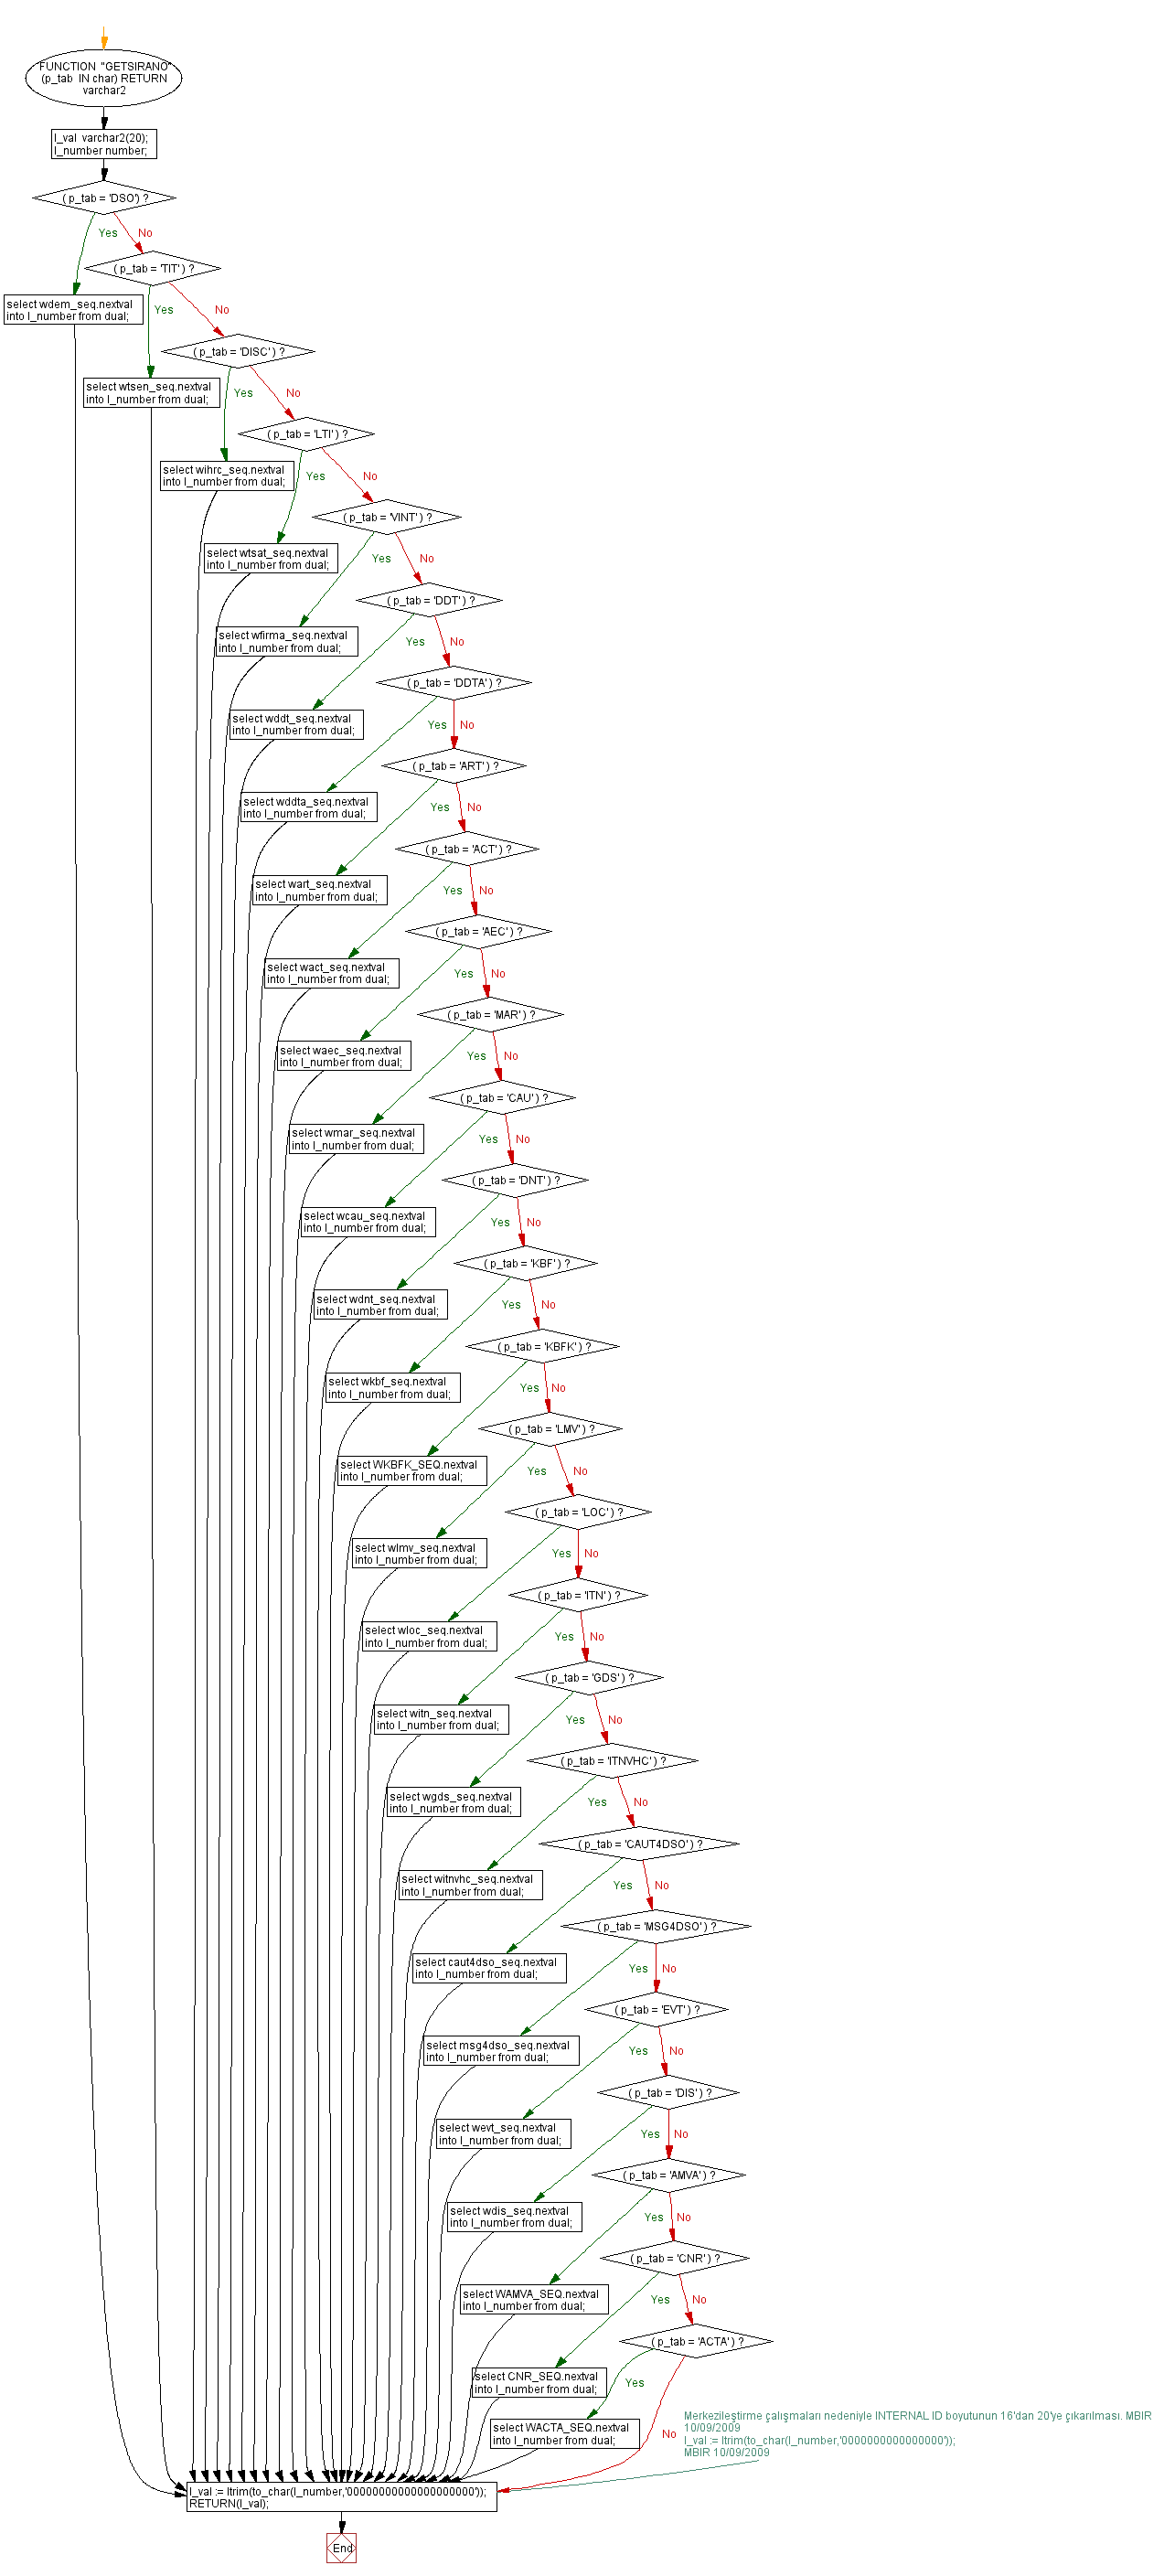 FUNCTION "GETSIRANO"
(p_tab IN char) RETURN
varchar2
l_val varchar2(20);
l_number number;
( p_tab = 'DSO') ?
Yes
No
( p_tab = 'TIT') ?
select wdem_seq.nextval
into l_number from dual;
Yes
No
( p_tab = 'DISC') ?
select wtsen_seq.nextval
into l_number from dual;
Yes
No
( p_tab = 'LTI') ?
select wihrc_seq.nextval
into l_number from dual;
Yes
No
( p_tab = 'VINT') ?
select wtsat_seq.nextval
into l_number from dual;
Yes
No
( p_tab = 'DDT') ?
select wfirma_seq.nextval
into l_number from dual;
Yes
No
( p_tab = 'DDTA') ?
select wddt_seq.nextval
into l_number from dual;
Yes
No
( p_tab = 'ART') ?
select wddta_seq.nextval
into l_number from dual;
Yes
No
( p_tab = 'ACT') ?
select wart_seq.nextval
into l_number from dual;
Yes
No
( p_tab = 'AEC') ?
select wact_seq.nextval
into l_number from dual;
Yes
No
( p_tab = 'MAR') ?
select waec_seq.nextval
into l_number from dual;
Yes
No
( p_tab = 'CAU') ?
select wmar_seq.nextval
into l_number from dual;
Yes
No
( p_tab = 'DNT') ?
select wcau_seq.nextval
into l_number from dual;
Yes
No
( p_tab = 'KBF') ?
select wdnt_seq.nextval
into l_number from dual;
Yes
No
( p_tab = 'KBFK') ?
select wkbf_seq.nextval
into l_number from dual;
Yes
No
( p_tab = 'LMV') ?
select WKBFK_SEQ.nextval
into l_number from dual;
Yes
No
( p_tab = 'LOC') ?
select wlmv_seq.nextval
into l_number from dual;
Yes
No
( p_tab = 'ITN') ?
select wloc_seq.nextval
into l_number from dual;
Yes
No
( p_tab = 'GDS') ?
select witn_seq.nextval
into l_number from dual;
Yes
No
( p_tab = 'ITNVHC') ?
select wgds_seq.nextval
into l_number from dual;
Yes
No
( p_tab = 'CAUT4DSO') ?
select witnvhc_seq.nextval
into l_number from dual;
Yes
No
( p_tab = 'MSG4DSO') ?
select caut4dso_seq.nextval
into l_number from dual;
Yes
No
( p_tab = 'EVT') ?
select msg4dso_seq.nextval
into l_number from dual;
Yes
No
( p_tab = 'DIS') ?
select wevt_seq.nextval
into l_number from dual;
Yes
No
( p_tab = 'AMVA') ?
select wdis_seq.nextval
into l_number from dual;
Yes
No
( p_tab = 'CNR') ?
select WAMVA_SEQ.nextval
into l_number from dual;
Yes
No
( p_tab = 'ACTA') ?
select CNR_SEQ.nextval
into l_number from dual;
Yes
select WACTA_SEQ.nextval
into l_number from dual;
No
Merkezileştirme çalışmaları nedeniyle INTERNAL ID boyutunun 16'dan 20'ye çıkarılması. MBIR
10/09/2009
l_val := ltrim(to_char(l_number,'0000000000000000'));
MBIR 10/09/2009
l_val := ltrim(to_char(l_number,'00000000000000000000'));
RETURN(l_val);
End